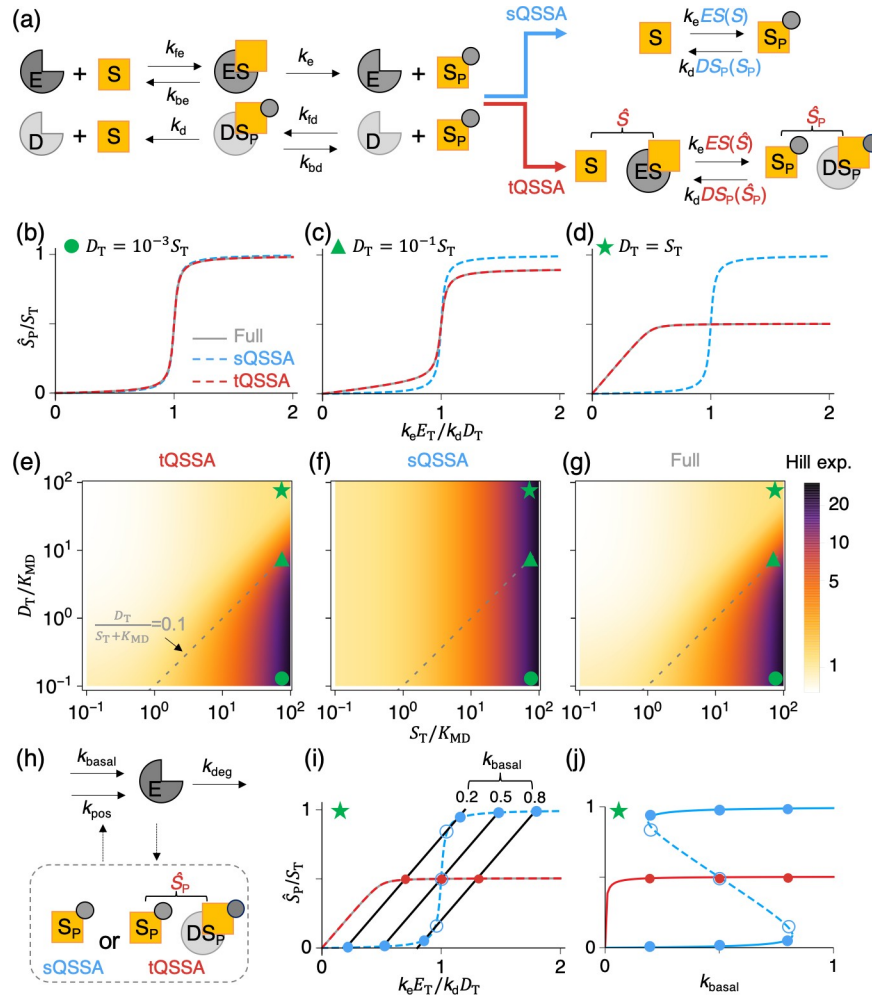 (a)
E + S
k_fe
k_be
ES
k_e
E + S_P
D + S
k_d
DS_P
k_fd
k_bd
D + S_P
sQSSA
tQSSA
S
k_e ES(S)
k_d DS_P(S_P)
S_P
Ŝ
S
ES
k_e ES(Ŝ)
k_d DS_P(Ŝ_P)
Ŝ_P
S_P
DS_P
(b)
D_T = 10^-3 S_T
(c)
D_T = 10^-1 S_T
(d)
D_T = S_T
Ŝ_P/S_T
1
0
Full
sQSSA
tQSSA
0 1 2
0 1 2
0 1 2
k_e E_T/k_d D_T
(e)
tQSSA
(f)
sQSSA
(g)
Full
Hill exp.
D_T/K_MD
10^2
10^1
10^0
10^-1
D_T/(S_T+K_MD)=0.1
20
10
5
1
10^-1 10^0 10^2
10^-1 10^0 10^2
10^-1 10^0 10^2
S_T/K_MD
(h)
k_basal
k_pos
E
k_deg
Ŝ_P
S_P
or
S_P
DS_P
sQSSA
tQSSA
(i)
k_basal
0.2 0.5 0.8
Ŝ_P/S_T
1
0
0 1 2
k_e E_T/k_d D_T
(j)
1
0
0 1
k_basal